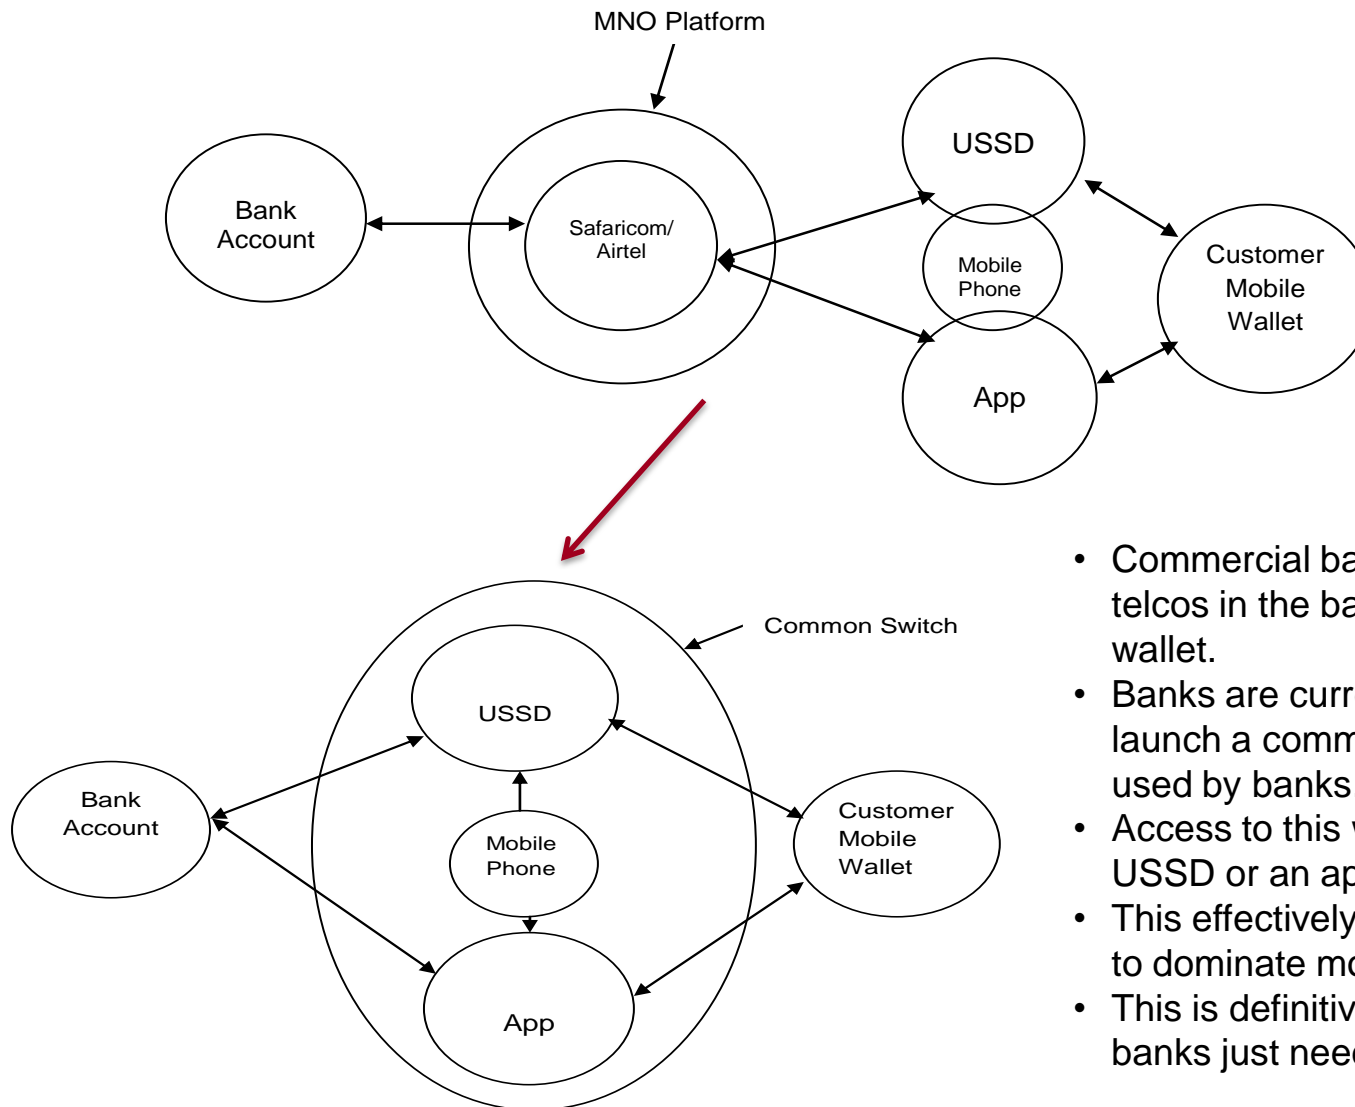 MNO Platform
Bank
Account
Safaricom/
Airtel
USSD
Mobile
Phone
App
Customer
Mobile
Wallet
Common Switch
USSD
Bank
Account
Mobile
Phone
Customer
Mobile
Wallet
App
• Commercial ba
telcos in the ba
wallet.
• Banks are curr
launch a comm
used by banks
• Access to this
USSD or an ap
• This effectively
to dominate mo
• This is definitiv
banks just nee